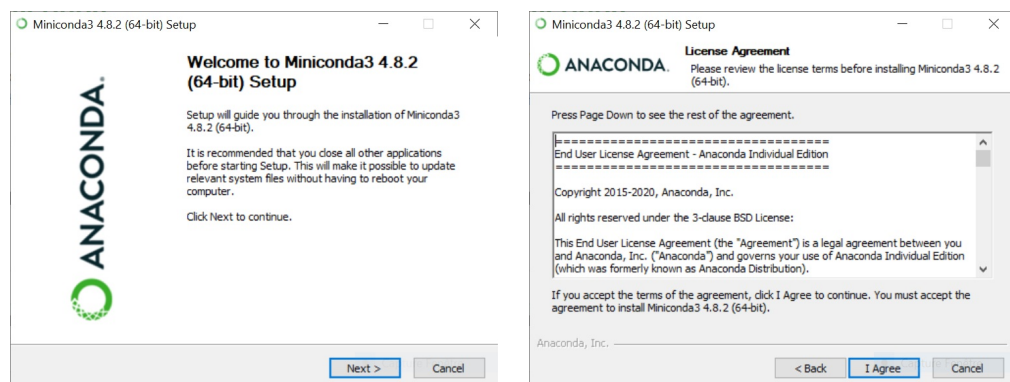 Miniconda3 4.8.2 (64-bit) Setup
ANACONDA.
Welcome to Miniconda3 4.8.2
(64-bit) Setup
Setup will guide you through the installation of Miniconda3
4.8.2 (64-bit).
It is recommended that you close all other applications
before starting Setup. This will make it possible to update
relevant system files without having to reboot your
computer.
Click Next to continue.
Next >
Cancel
Miniconda3 4.8.2 (64-bit) Setup
ANACONDA.
License Agreement
Please review the license terms before installing Miniconda3 4.8.2
(64-bit).
Press Page Down to see the rest of the agreement.
===================================
End User License Agreement - Anaconda Individual Edition
===================================
Copyright 2015-2020, Anaconda, Inc.
All rights reserved under the 3-clause BSD License:
This End User License Agreement (the "Agreement") is a legal agreement between you
and Anaconda, Inc. ("Anaconda") and governs your use of Anaconda Individual Edition
(which was formerly known as Anaconda Distribution).
If you accept the terms of the agreement, click I Agree to continue. You must accept the
agreement to install Miniconda3 4.8.2 (64-bit).
Anaconda, Inc.
< Back
I Agree
Cancel